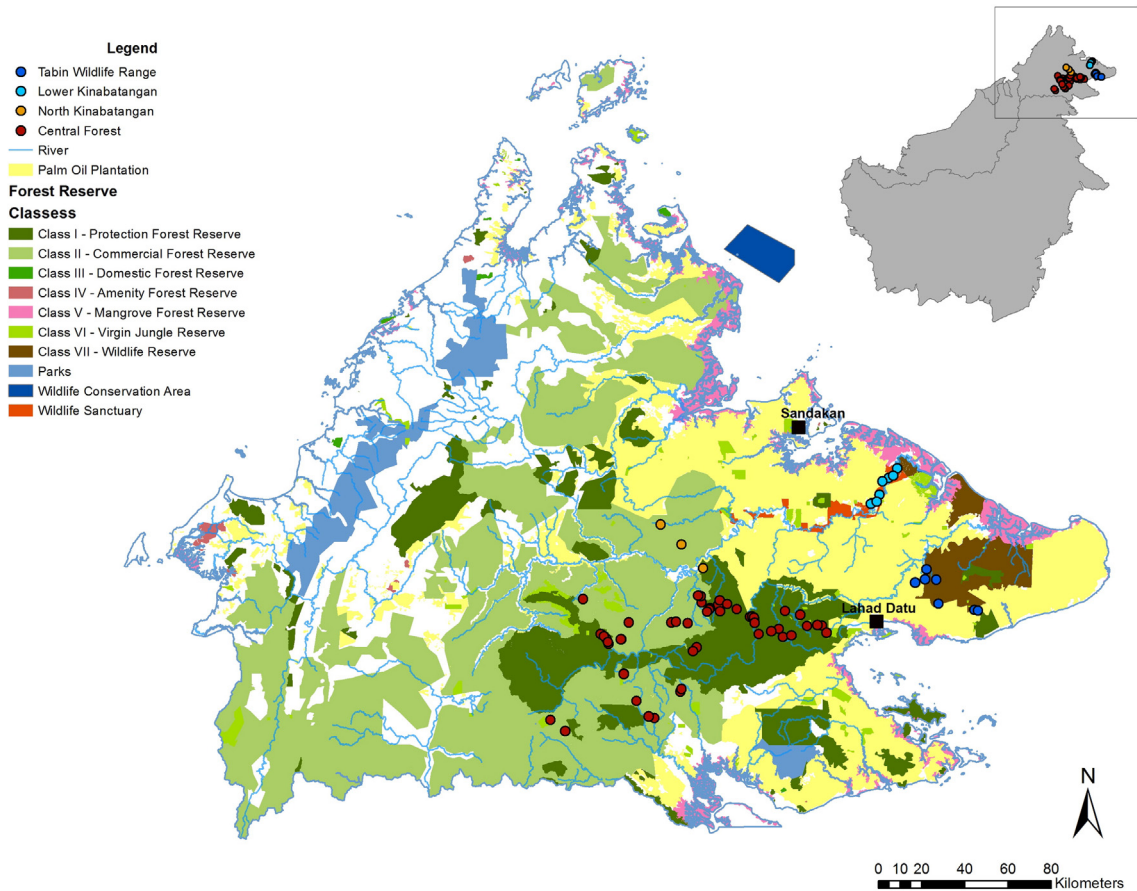 Legend
Tabin Wildlife Range
Lower Kinabatangan
North Kinabatangan
Central Forest
River
Palm Oil Plantation
Forest Reserve
Classess
Class I - Protection Forest Reserve
Class II - Commercial Forest Reserve
Class III - Domestic Forest Reserve
Class IV - Amenity Forest Reserve
Class V - Mangrove Forest Reserve
Class VI - Virgin Jungle Reserve
Class VII - Wildlife Reserve
Parks
Wildlife Conservation Area
Wildlife Sanctuary
Sandakan
Lahad Datu
N
0 10 20 40 60 80
Kilometers